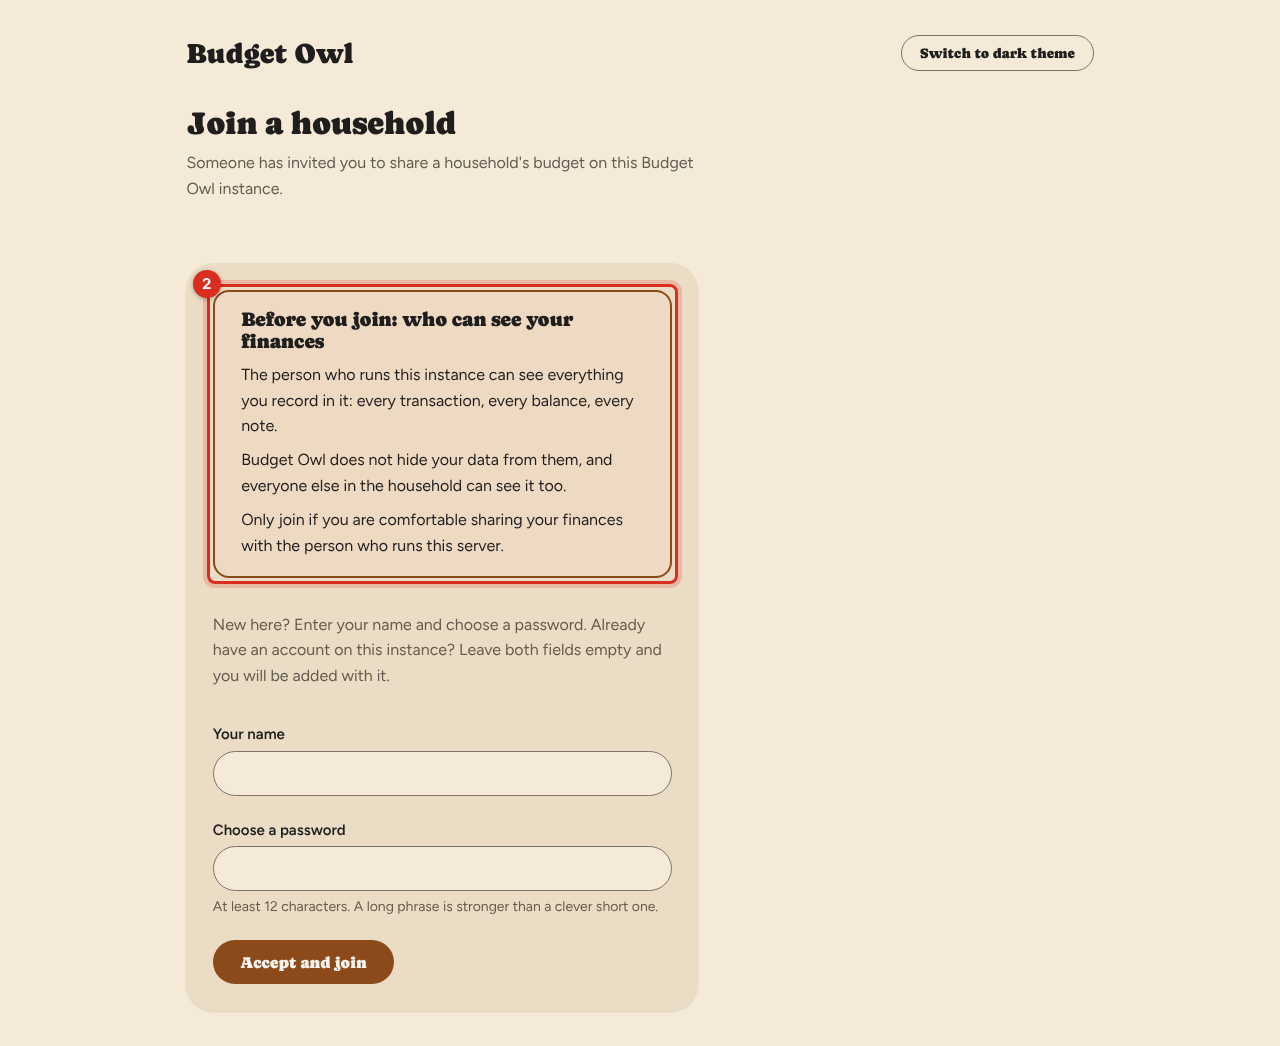 Budget Owl
Switch to dark theme
Join a household
Someone has invited you to share a household's budget on this Budget
Owl instance.
2
Before you join: who can see your
finances
The person who runs this instance can see everything
you record in it: every transaction, every balance, every
note.
Budget Owl does not hide your data from them, and
everyone else in the household can see it too.
Only join if you are comfortable sharing your finances
with the person who runs this server.
New here? Enter your name and choose a password. Already
have an account on this instance? Leave both fields empty and
you will be added with it.
Your name
Choose a password
At least 12 characters. A long phrase is stronger than a clever short one.
Accept and join